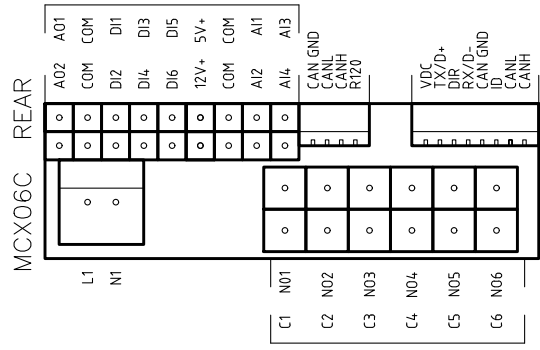 AO1 COM DI1 DI3 DI5 5V+ COM AI1 AI3
AO2 COM DI2 DI4 DI6 12V+ COM AI2 AI4
CAN GND
CANL
CANH
R120
VDC
TX/D+
DIR
RX/D-
CAN GND
ID
CANL
CANH
REAR
MCX06C
L1 N1
NO1 NO2 NO3 NO4 NO5 NO6
C1 C2 C3 C4 C5 C6